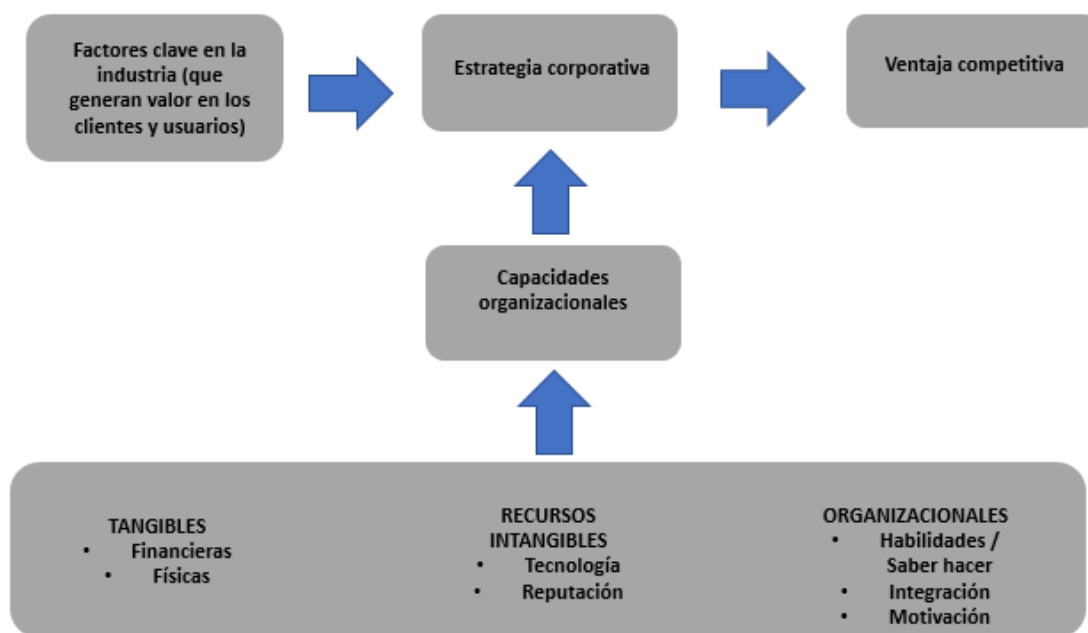 Factores clave en la
industria (que
generan valor en los
clientes y usuarios)
Estrategia corporativa
Ventaja competitiva
Capacidades
organizacionales
TANGIBLES
• Financieras
• Físicas
RECURSOS
INTANGIBLES
• Tecnología
• Reputación
ORGANIZACIONALES
• Habilidades /
Saber hacer
• Integración
• Motivación